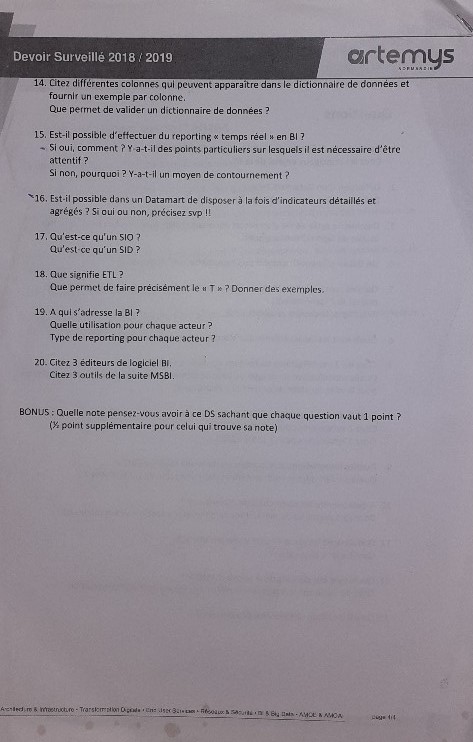 Devoir Surveillé 2018 / 2019
artemys
NORMANDIE
14. Citez différentes colonnes qui peuvent apparaître dans le dictionnaire de données et
fournir un exemple par colonne.
Que permet de valider un dictionnaire de données ?
15. Est-il possible d'effectuer du reporting « temps réel » en BI ?
Si oui, comment ? Y-a-t-il des points particuliers sur lesquels il est nécessaire d'être
attentif ?
Si non, pourquoi ? Y-a-t-il un moyen de contournement ?
16. Est-il possible dans un Datamart de disposer à la fois d'indicateurs détaillés et
agrégés ? Si oui ou non, précisez svp !!
17. Qu'est-ce qu'un SIO ?
Qu'est-ce qu'un SID ?
18. Que signifie ETL ?
Que permet de faire précisément le « T » ? Donner des exemples.
19. A qui s'adresse la BI ?
Quelle utilisation pour chaque acteur ?
Type de reporting pour chaque acteur ?
20. Citez 3 éditeurs de logiciel BI.
Citez 3 outils de la suite MSBI.
BONUS : Quelle note pensez-vous avoir à ce DS sachant que chaque question vaut 1 point ?
(½ point supplémentaire pour celui qui trouve sa note)
Architecture & Infrastructure • Transformation Digitale • End User Services • Réseaux & Sécurité • BI & Big Data • AMOE & AMOA
page 4/4